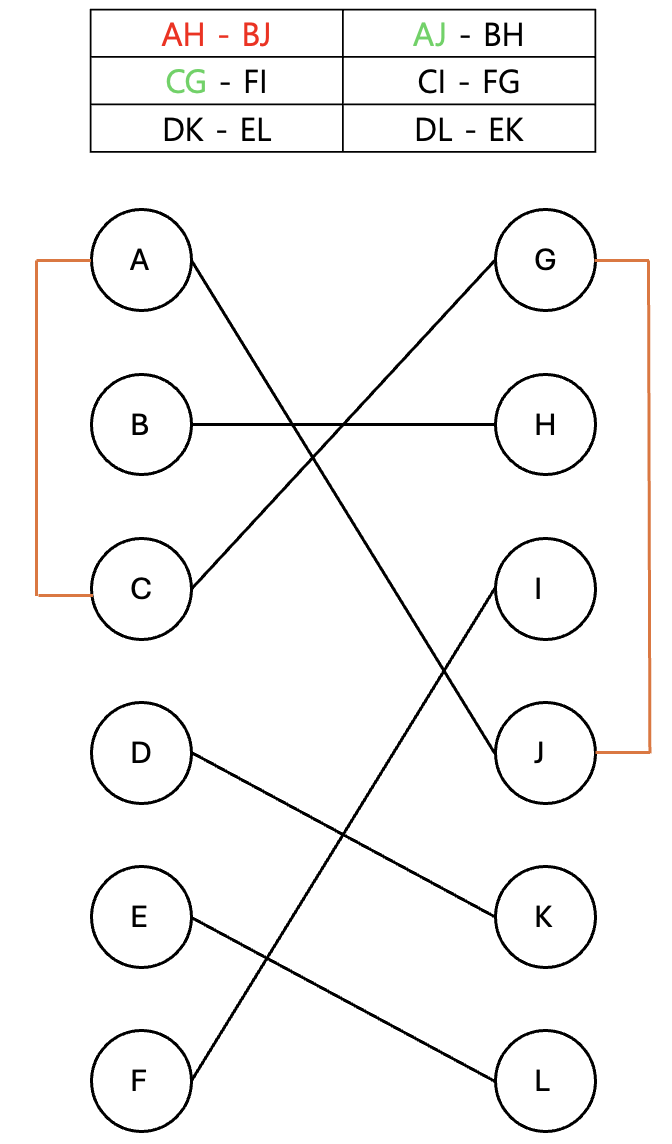 AH - BJ AJ - BH
CG - FI CI - FG
DK - EL DL - EK
A G
B H
C I
D J
E K
F L